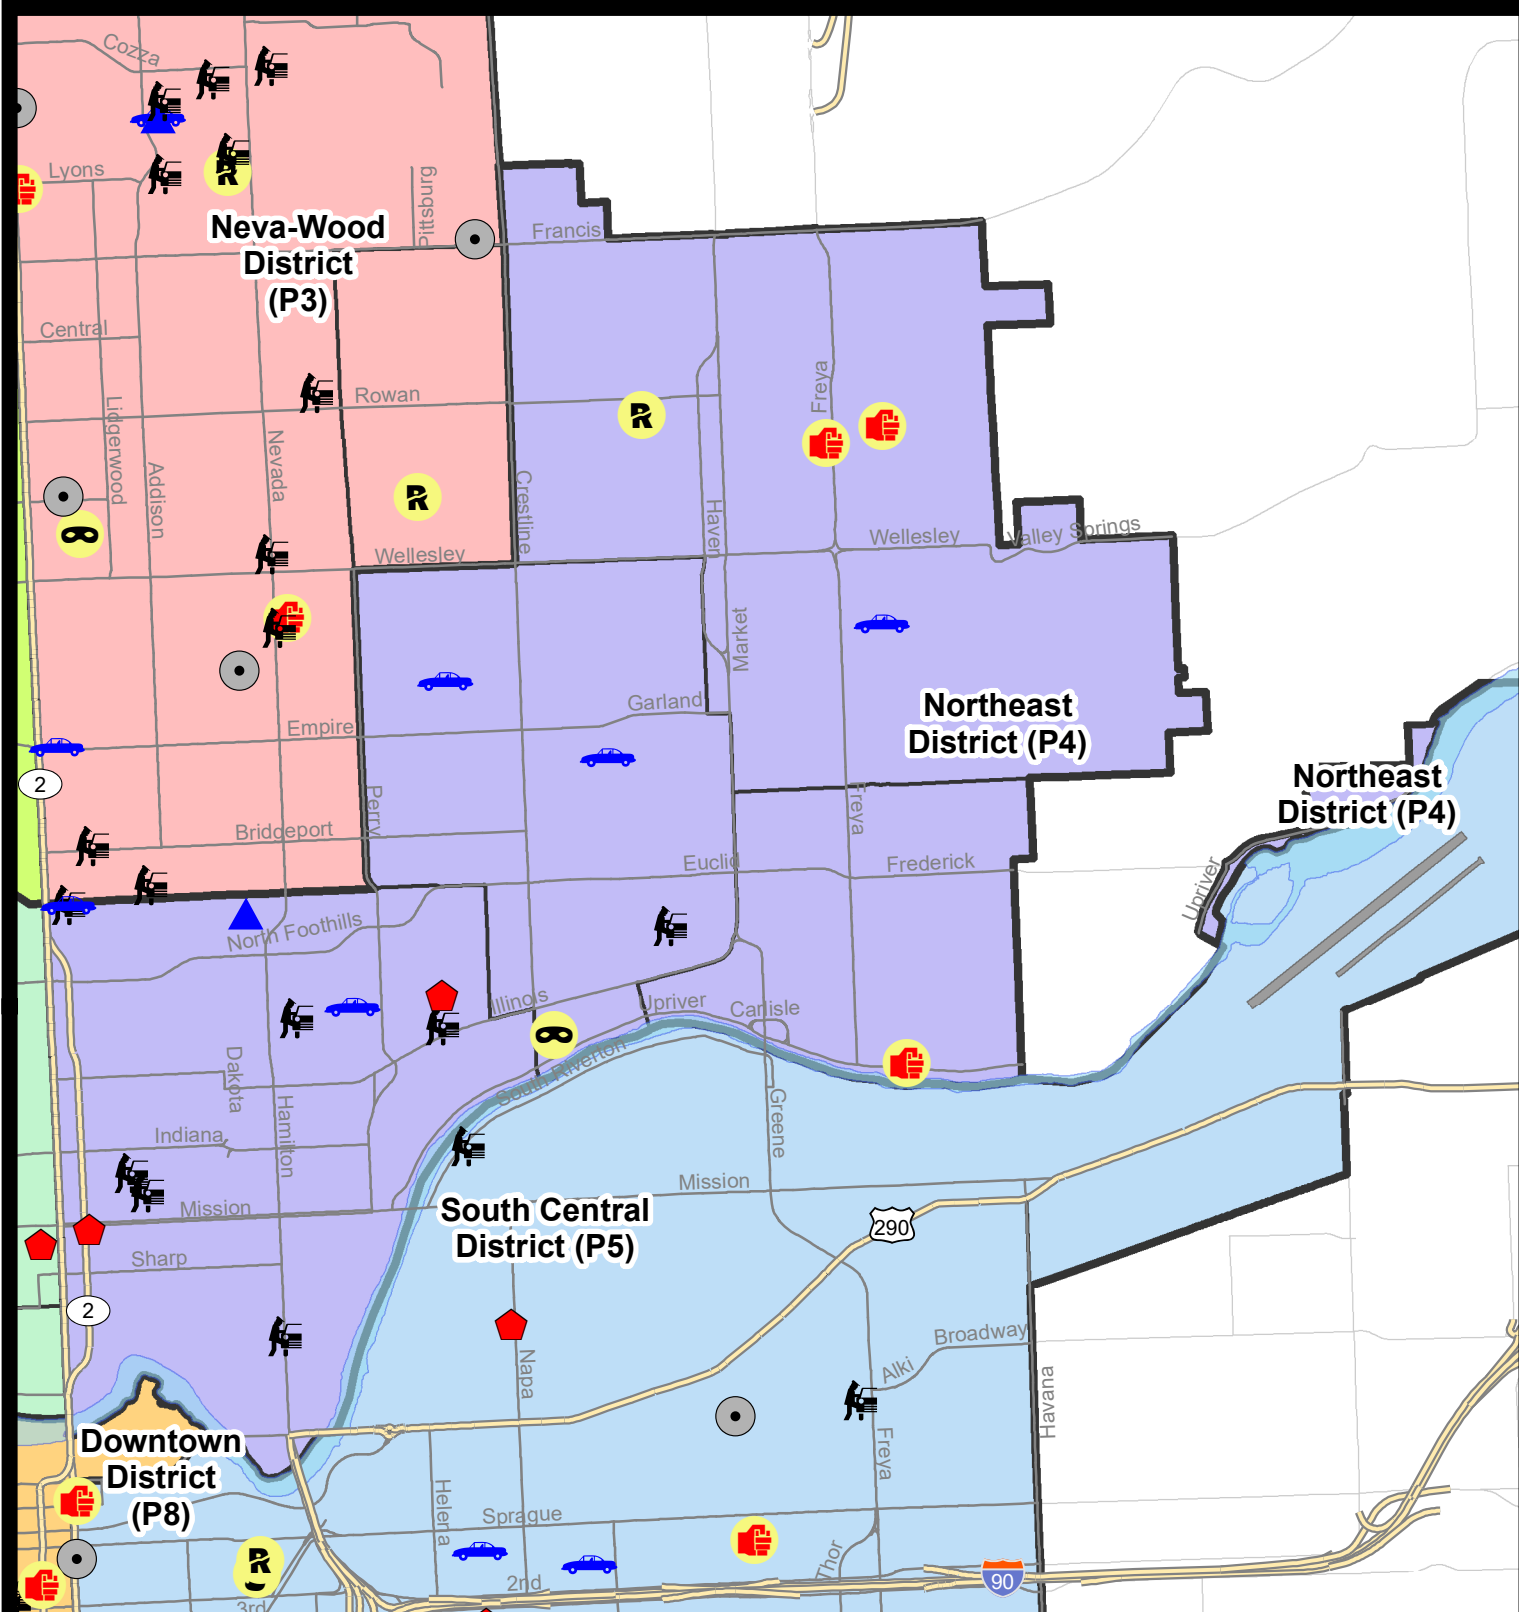 Cozza
Lyons
Pittsburg
Neva-Wood
District
(P3)
Francis
Central
Lidgerwood
Addison
Nevada
Rowan
Freya
Crestline
Haven
Wellesley
Wellesley
Valley Springs
Market
Garland
Northeast
District (P4)
Empire
2
Perry
Freya
Northeast
District (P4)
Bridgeport
Euclid
Frederick
Upriver
North Foothills
Illinois
Upriver
Carlisle
South Riverton
Dakota
Hamilton
Greene
Indiana
Mission
Mission
South Central
District (P5)
290
Sharp
2
Napa
Broadway
Alki
Havana
Freya
Downtown
District
(P8)
Helena
Sprague
Thor
2nd
90
3rd
R
R
R
R